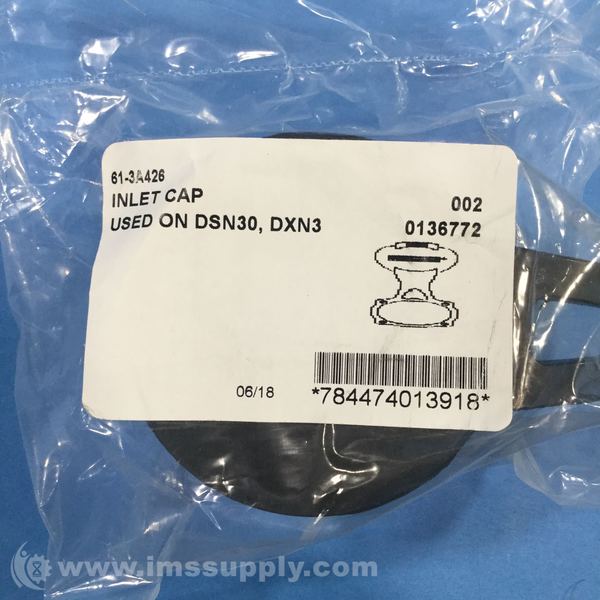 61-3A426
INLET CAP
USED ON DSN30, DXN3
002
0136772
06/18
*784474013918*
www.imssupply.com